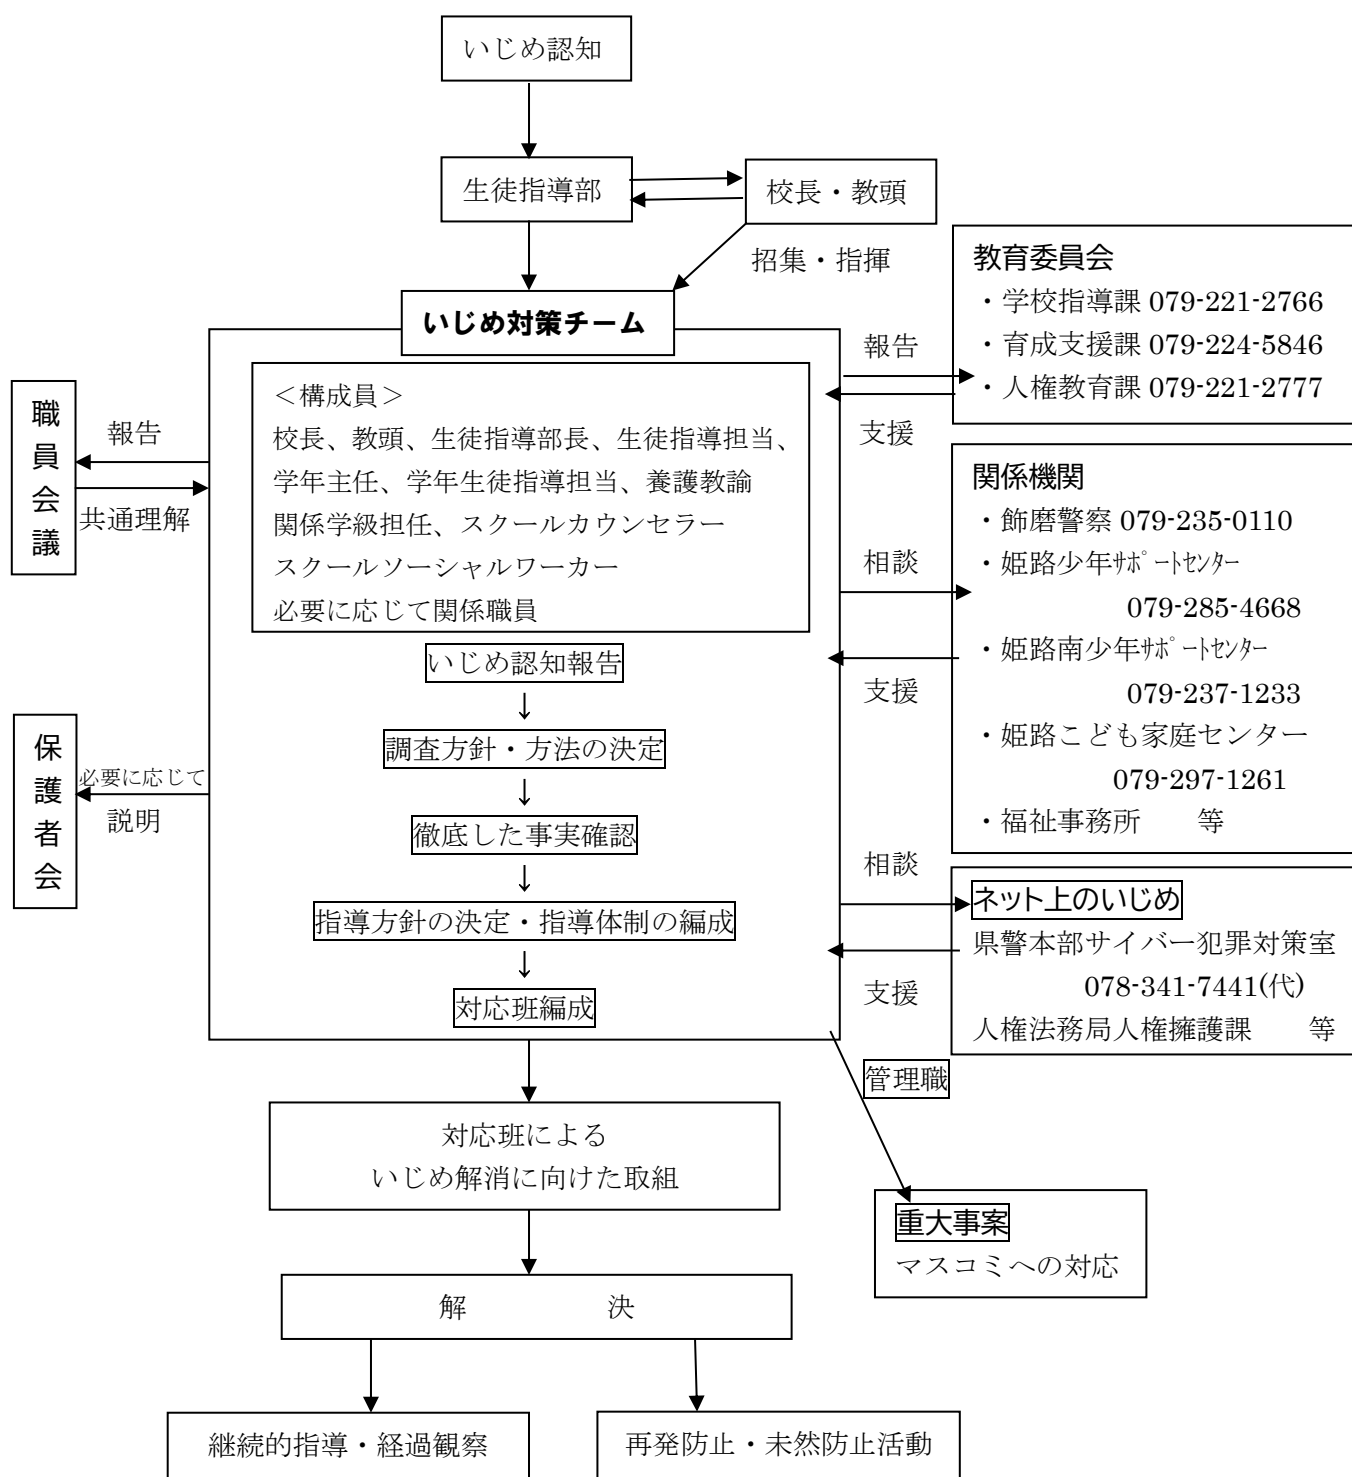 いじめ認知
生徒指導部
校長・教頭
招集・指揮
いじめ対策チーム
＜構成員＞
校長、教頭、生徒指導部長、生徒指導担当、
学年主任、学年生徒指導担当、養護教諭
関係学級担任、スクールカウンセラー
スクールソーシャルワーカー
必要に応じて関係職員
いじめ認知報告
↓
調査方針・方法の決定
↓
徹底した事実確認
↓
指導方針の決定・指導体制の編成
↓
対応班編成
職員会議
報告
共通理解
保護者会
必要に応じて
説明
報告
支援
教育委員会
・学校指導課 079-221-2766
・育成支援課 079-224-5846
・人権教育課 079-221-2777
相談
支援
関係機関
・飾磨警察 079-235-0110
・姫路少年ｻﾎﾟｰﾄｾﾝﾀｰ
079-285-4668
・姫路南少年ｻﾎﾟｰﾄｾﾝﾀｰ
079-237-1233
・姫路こども家庭センター
079-297-1261
・福祉事務所　　等
相談
支援
ネット上のいじめ
県警本部サイバー犯罪対策室
078-341-7441(代)
人権法務局人権擁護課　　等
管理職
重大事案
マスコミへの対応
対応班による
いじめ解消に向けた取組
解　　　　　決
継続的指導・経過観察
再発防止・未然防止活動